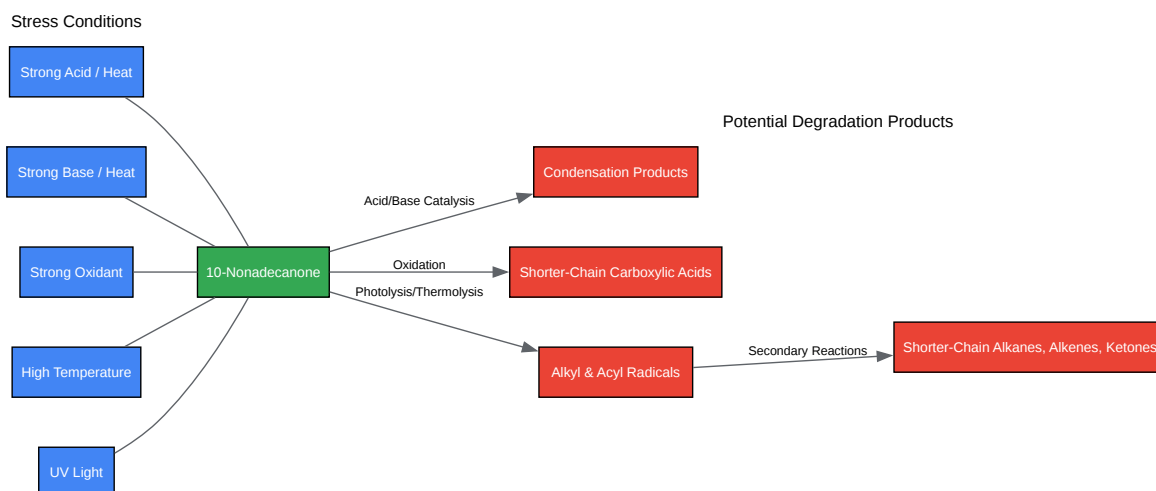 Stress Conditions
Strong Acid / Heat
Potential Degradation Products
Strong Base / Heat
Condensation Products
Acid/Base Catalysis
Strong Oxidant
10-Nonadecanone
Oxidation
Shorter-Chain Carboxylic Acids
Photolysis/Thermolysis
High Temperature
Alkyl & Acyl Radicals
Secondary Reactions
Shorter-Chain Alkanes, Alkenes, Ketones
UV Light